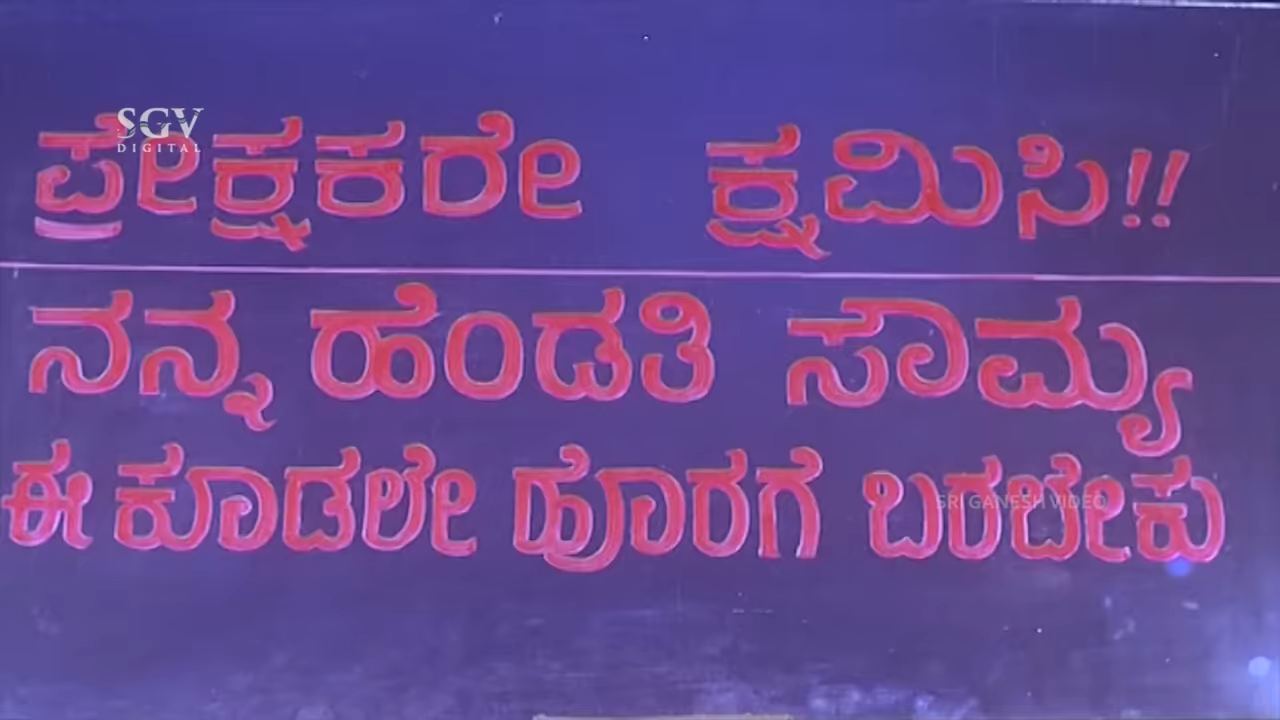 SGV
DIGITAL
ಪ್ರೇಕ್ಷಕರೇ ಕ್ಷಮಿಸಿ!!
ನನ್ನ ಹೆಂಡತಿ ಸೌಮ್ಯ
ಈ ಕೂಡಲೇ ಹೊರಗೆ ಬರಬೇಕು
SRI GANESH VIDEO